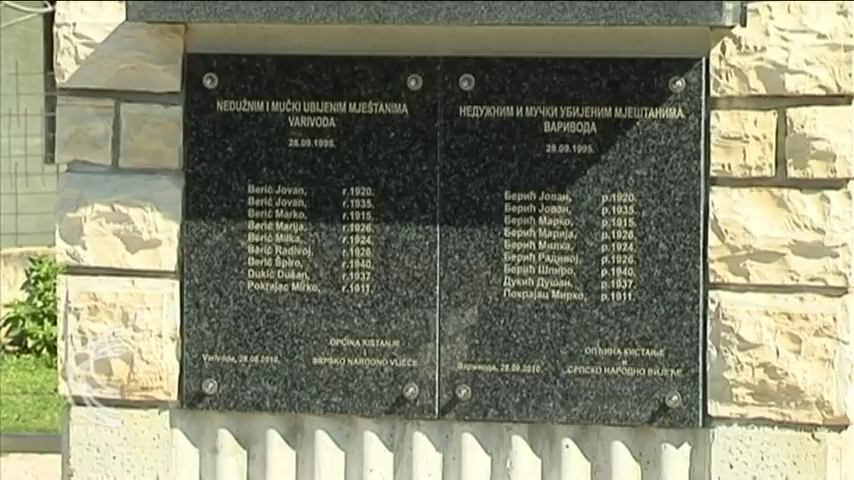 NEDUŽNIM I MUČKI UBIJENIM MJEŠTANIMA
VARIVODA
28.09.1995.
Berić Jovan, r.1920.
Berić Jovan, r.1935.
Berić Marko, r.1915.
Berić Marija, r.1926.
Berić Milka, r.1924.
Berić Radivoj, r.1926.
Berić Špiro, r.1940.
Dukić Dušan, r.1937
Pokrajac Mirko, r.1911.
OPĆINA KISTANJE
I
SRPSKO NARODNO VIJEĆE
Varivoda, 28.09.2010.
НЕДУЖНИМ И МУЧКИ УБИЈЕНИМ МЈЕШТАНИМА
ВАРИВОДА
28.09.1995.
Берић Јован, р.1920.
Берић Јован, р.1935.
Берић Марко, р.1915.
Берић Марија, р.1926
Берић Милка, р.1924
Берић Радивој, р.1926.
Берић Шпиро, р.1940.
Дукић Душан, р.1937
Покрајац Мирко, р.1911.
ОПЋИНА КИСТАЊЕ
И
СРПСКО НАРОДНО ВИЈЕЋЕ
Варивода, 28.09.2010.